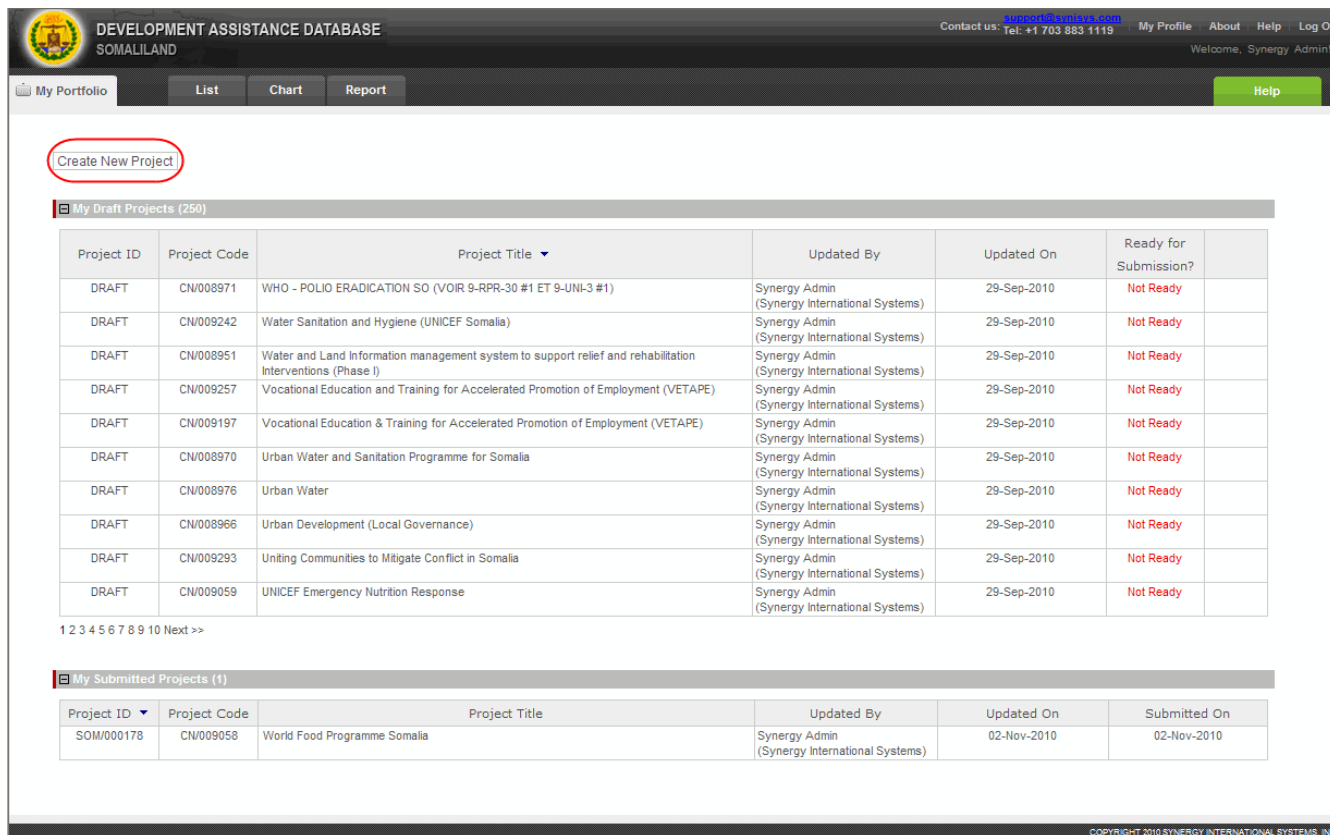 DEVELOPMENT ASSISTANCE DATABASE
SOMALILAND
Contact us: support@synisys.com
Tel: +1 703 883 1119
My Profile About Help Log O
Welcome, Synergy Admin!
My Portfolio List Chart Report Help
Create New Project
My Draft Projects (250)
Project ID Project Code Project Title Updated By Updated On Ready for
Submission?
DRAFT CN/008971 WHO - POLIO ERADICATION SO (VOIR 9-RPR-30 #1 ET 9-UNI-3 #1) Synergy Admin 29-Sep-2010 Not Ready
(Synergy International Systems)
DRAFT CN/009242 Water Sanitation and Hygiene (UNICEF Somalia) Synergy Admin 29-Sep-2010 Not Ready
(Synergy International Systems)
DRAFT CN/008951 Water and Land Information management system to support relief and rehabilitation Synergy Admin 29-Sep-2010 Not Ready
Interventions (Phase I) (Synergy International Systems)
DRAFT CN/009257 Vocational Education and Training for Accelerated Promotion of Employment (VETAPE) Synergy Admin 29-Sep-2010 Not Ready
(Synergy International Systems)
DRAFT CN/009197 Vocational Education & Training for Accelerated Promotion of Employment (VETAPE) Synergy Admin 29-Sep-2010 Not Ready
(Synergy International Systems)
DRAFT CN/008970 Urban Water and Sanitation Programme for Somalia Synergy Admin 29-Sep-2010 Not Ready
(Synergy International Systems)
DRAFT CN/008976 Urban Water Synergy Admin 29-Sep-2010 Not Ready
(Synergy International Systems)
DRAFT CN/008966 Urban Development (Local Governance) Synergy Admin 29-Sep-2010 Not Ready
(Synergy International Systems)
DRAFT CN/009293 Uniting Communities to Mitigate Conflict in Somalia Synergy Admin 29-Sep-2010 Not Ready
(Synergy International Systems)
DRAFT CN/009059 UNICEF Emergency Nutrition Response Synergy Admin 29-Sep-2010 Not Ready
(Synergy International Systems)
1 2 3 4 5 6 7 8 9 10 Next >>
My Submitted Projects (1)
Project ID Project Code Project Title Updated By Updated On Submitted On
SOM/000178 CN/009058 World Food Programme Somalia Synergy Admin 02-Nov-2010 02-Nov-2010
(Synergy International Systems)
COPYRIGHT 2010 SYNERGY INTERNATIONAL SYSTEMS, IN